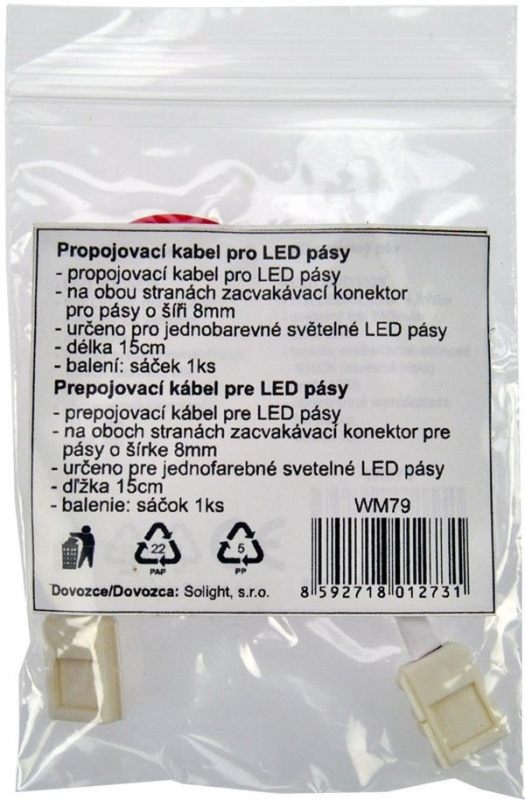 Propojovací kabel pro LED pásy
- propojovací kabel pro LED pásy
- na obou stranách zacvakávací konektor
pro pásy o šíři 8mm
- určeno pro jednobarevné světelné LED pásy
- délka 15cm
- balení: sáček 1ks
Prepojovací kábel pre LED pásy
- prepojovací kábel pre LED pásy
- na oboch stranách zacvakávací konektor pre
pásy o šírke 8mm
- určeno pre jednofarebné svetelné LED pásy
- dľžka 15cm
- balenie: sáčok 1ks
WM79
22
PAP
5
PP
Dovozce/Dovozca: Solight, s.r.o.
8 592718 012731